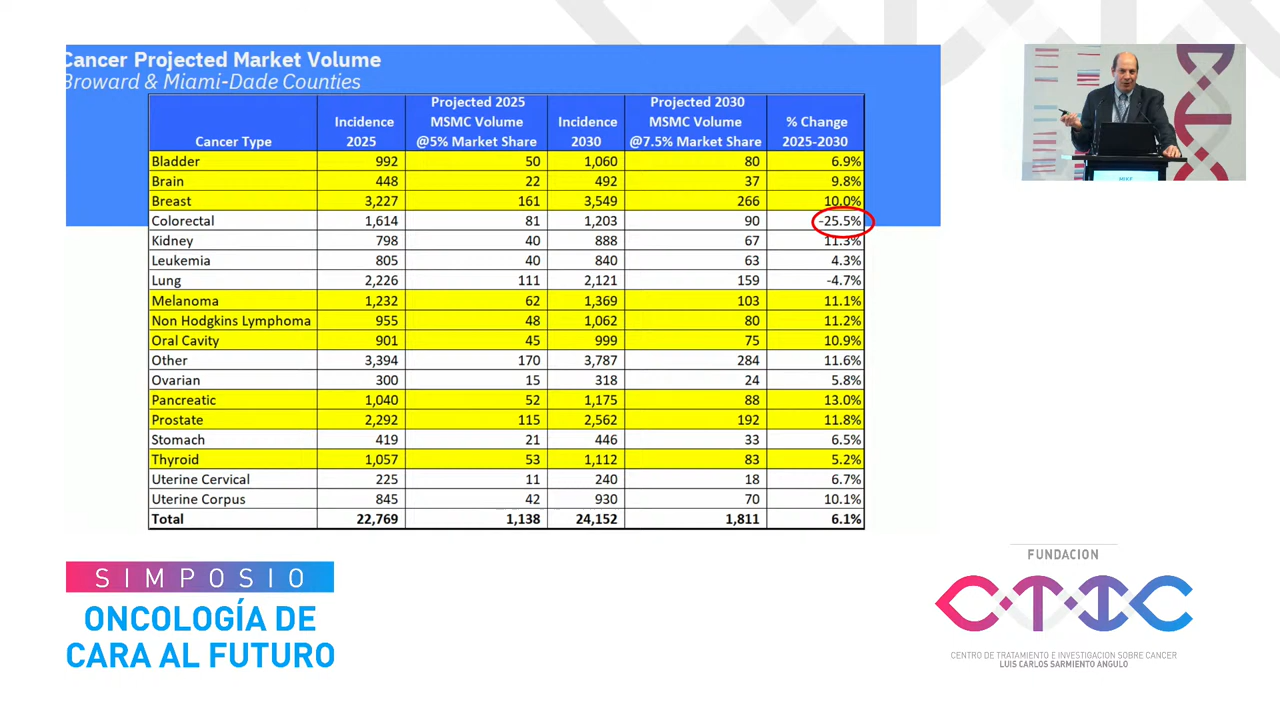 Cancer Projected Market Volume
Broward & Miami-Dade Counties
Cancer Type Incidence 2025 Projected 2025 MSMC Volume @5% Market Share Incidence 2030 Projected 2030 MSMC Volume @7.5% Market Share % Change 2025-2030
Bladder 992 50 1,060 80 6.9%
Brain 448 22 492 37 9.8%
Breast 3,227 161 3,549 266 10.0%
Colorectal 1,614 81 1,203 90 -25.5%
Kidney 798 40 888 67 11.3%
Leukemia 805 40 840 63 4.3%
Lung 2,226 111 2,121 159 -4.7%
Melanoma 1,232 62 1,369 103 11.1%
Non Hodgkins Lymphoma 955 48 1,062 80 11.2%
Oral Cavity 901 45 999 75 10.9%
Other 3,394 170 3,787 284 11.6%
Ovarian 300 15 318 24 5.8%
Pancreatic 1,040 52 1,175 88 13.0%
Prostate 2,292 115 2,562 192 11.8%
Stomach 419 21 446 33 6.5%
Thyroid 1,057 53 1,112 83 5.2%
Uterine Cervical 225 11 240 18 6.7%
Uterine Corpus 845 42 930 70 10.1%
Total 22,769 1,138 24,152 1,811 6.1%
SIMPOSIO
ONCOLOGÍA DE
CARA AL FUTURO
FUNDACION
CTIC
CENTRO DE TRATAMIENTO E INVESTIGACION SOBRE CANCER
LUIS CARLOS SARMIENTO ANGULO